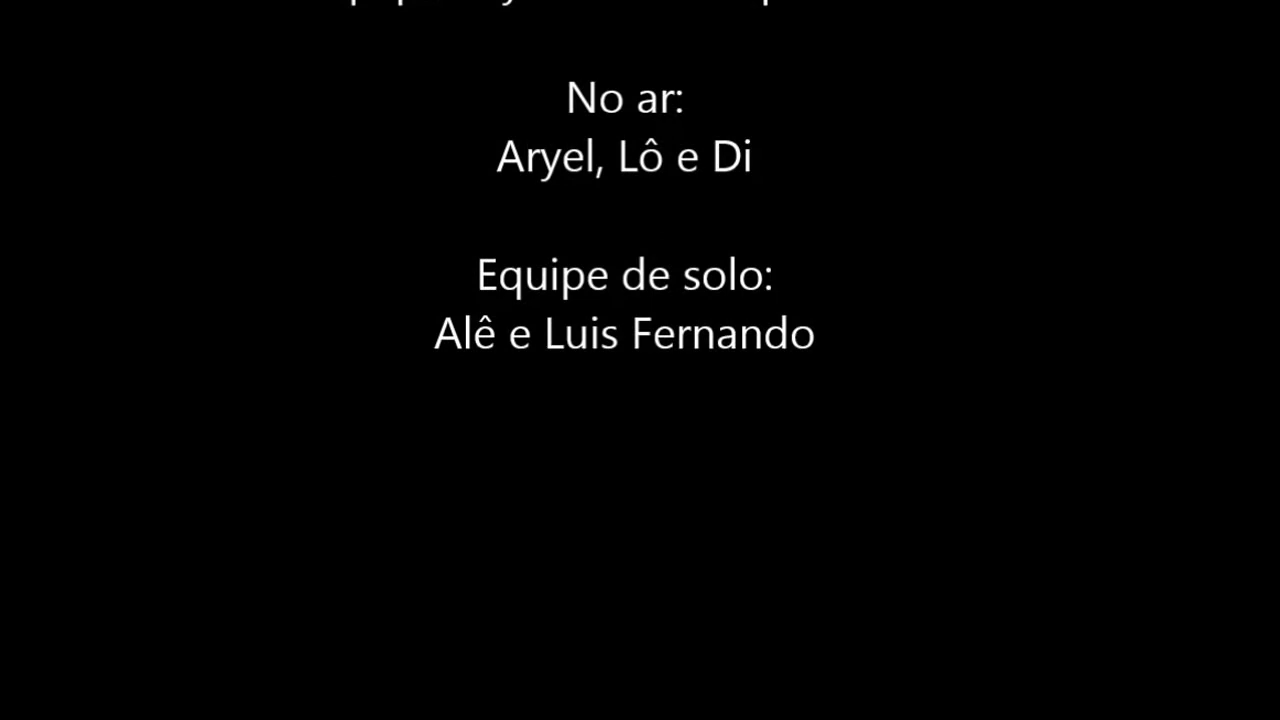 No ar:
Aryel, Lô e Di
Equipe de solo:
Alê e Luis Fernando